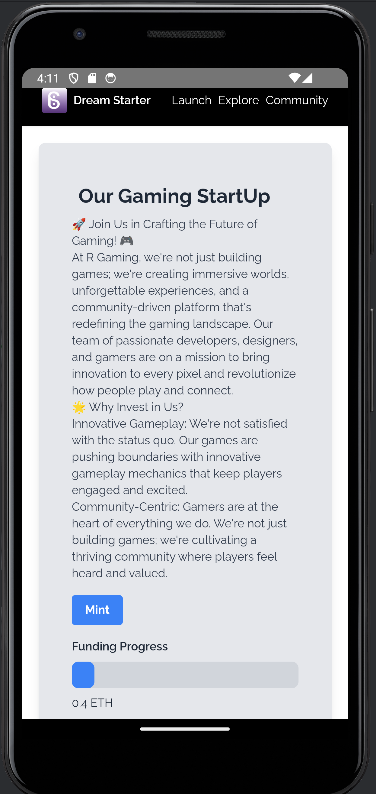 4:11
Dream Starter Launch Explore Community
Our Gaming StartUp
🚀 Join Us in Crafting the Future of
Gaming! 🎮
At R Gaming, we're not just building
games; we're creating immersive worlds,
unforgettable experiences, and a
community-driven platform that's
redefining the gaming landscape. Our
team of passionate developers, designers,
and gamers are on a mission to bring
innovation to every pixel and revolutionize
how people play and connect.
🌟 Why Invest in Us?
Innovative Gameplay: We're not satisfied
with the status quo. Our games are
pushing boundaries with innovative
gameplay mechanics that keep players
engaged and excited.
Community-Centric: Gamers are at the
heart of everything we do. We're not just
building games; we're cultivating a
thriving community where players feel
heard and valued.
Mint
Funding Progress
0.4 ETH